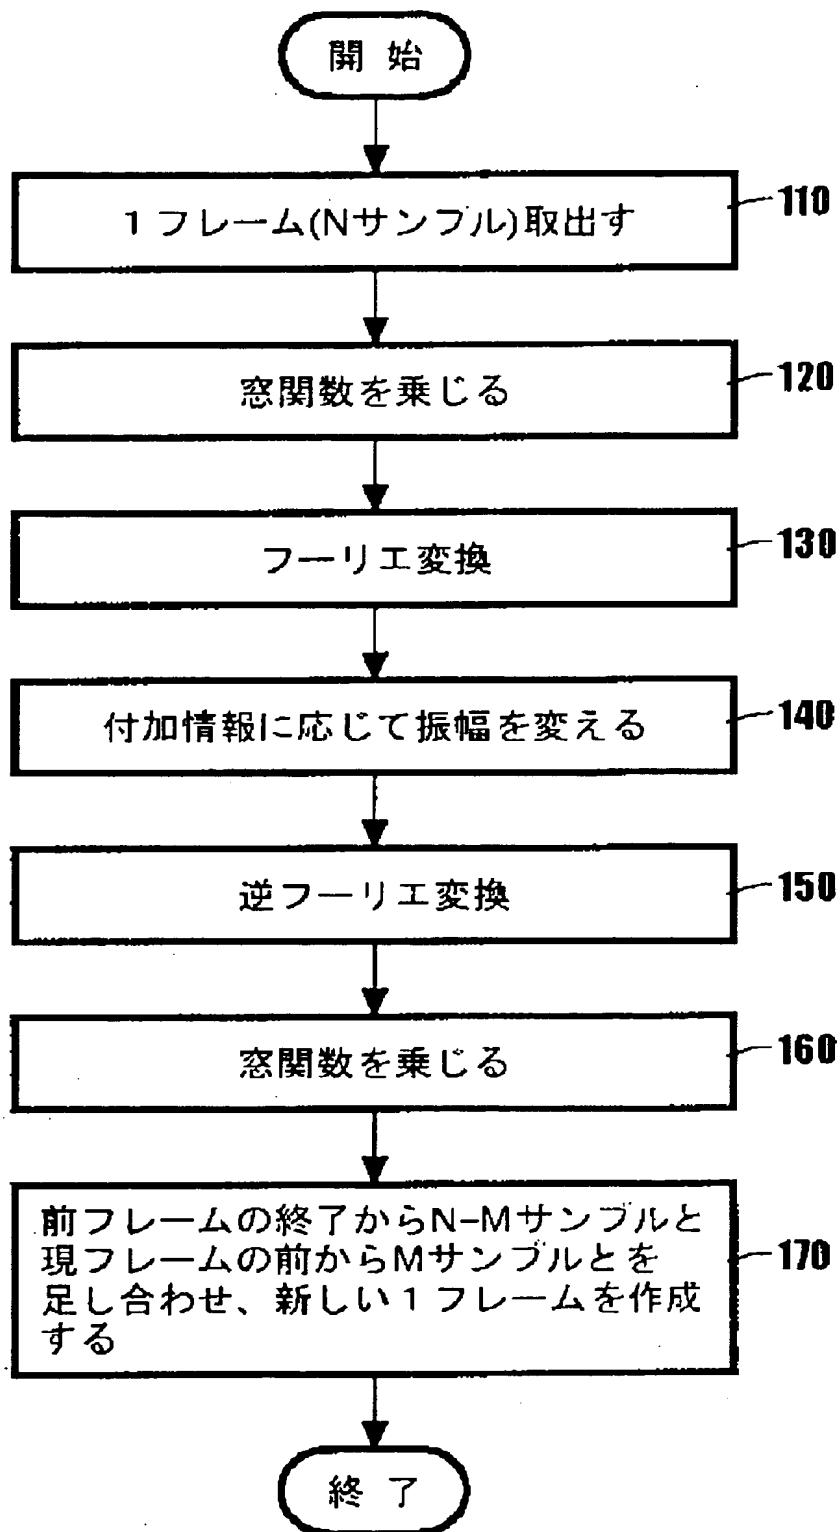 開 始
1 フレーム(Nサンプル)取出す
110
窓関数を乗じる
120
フーリエ変換
130
付加情報に応じて振幅を変える
140
逆フーリエ変換
150
窓関数を乗じる
160
前フレームの終了からN-Mサンプルと
現フレームの前からMサンプルとを
足し合わせ、新しい1フレームを作成
する
170
終 了